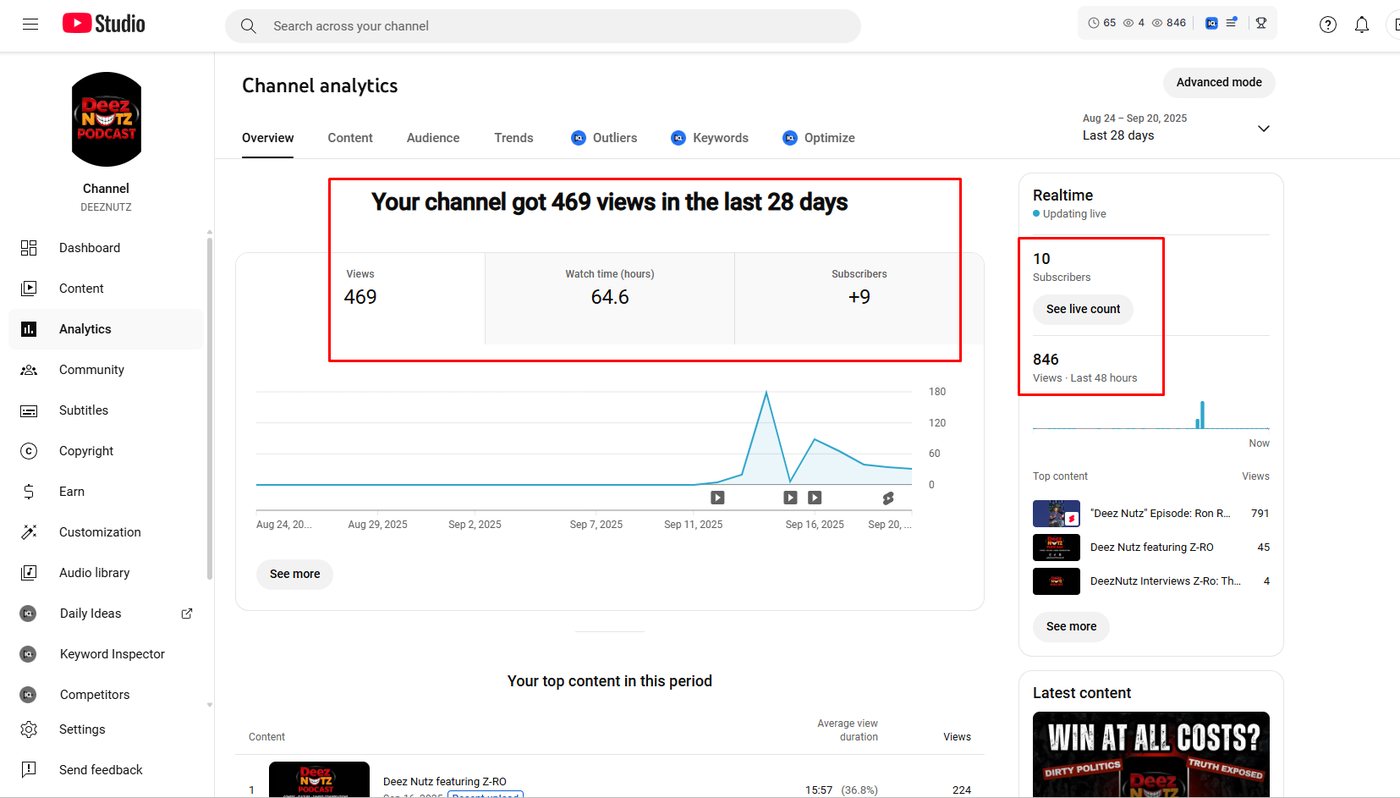 Studio
Search across your channel
65 4 846
Deez
NUTZ
PODCAST
Channel
DEEZNUTZ
Dashboard
Content
Analytics
Community
Subtitles
Copyright
Earn
Customization
Audio library
Daily Ideas
Keyword Inspector
Competitors
Settings
Send feedback
Channel analytics
Advanced mode
Overview Content Audience Trends Outliers Keywords Optimize
Aug 24 – Sep 20, 2025
Last 28 days
Your channel got 469 views in the last 28 days
Views
469
Watch time (hours)
64.6
Subscribers
+9
180
120
60
0
Aug 24, 20... Aug 29, 2025 Sep 2, 2025 Sep 7, 2025 Sep 11, 2025 Sep 16, 2025 Sep 20, ...
See more
Your top content in this period
Content Average view duration Views
1 Deez Nutz featuring Z-RO 15:57 (36.8%) 224
Sep 16, 2025 Recent upload
Realtime
Updating live
10
Subscribers
See live count
846
Views · Last 48 hours
Now
Top content Views
"Deez Nutz" Episode: Ron R... 791
Deez Nutz featuring Z-RO 45
DeezNutz Interviews Z-Ro: Th... 4
See more
Latest content
WIN AT ALL COSTS?
DIRTY POLITICS
TRUTH EXPOSED